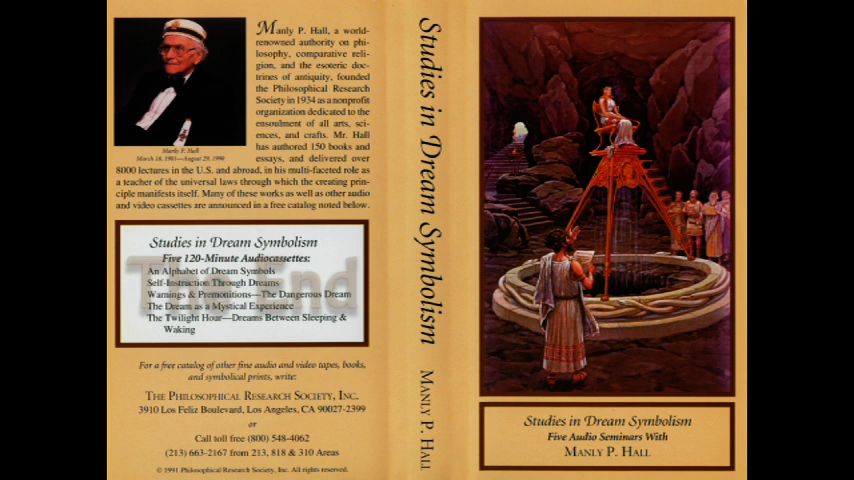 Manly P. Hall, a world-
renowned authority on phi-
losophy, comparative reli-
gion, and the esoteric doc-
trines of antiquity, founded
the Philosophical Research
Society in 1934 as a nonprofit
organization dedicated to the
ensoulment of all arts, sci-
ences, and crafts. Mr. Hall
has authored 150 books and
essays, and delivered over
8000 lectures in the U.S. and abroad, in his multi-faceted role as
a teacher of the universal laws through which the creating prin-
ciple manifests itself. Many of these works as well as other audio
and video cassettes are announced in a free catalog noted below.
Manly P. Hall
March 18, 1901—August 29, 1990
Studies in Dream Symbolism
Five 120-Minute Audiocassettes:
An Alphabet of Dream Symbols
Self-Instruction Through Dreams
Warnings & Premonitions—The Dangerous Dream
The Dream as a Mystical Experience
The Twilight Hour—Dreams Between Sleeping &
Waking
The End
For a free catalog of other fine audio and video tapes, books,
and symbolical prints, write:
THE PHILOSOPHICAL RESEARCH SOCIETY, INC.
3910 Los Feliz Boulevard, Los Angeles, CA 90027-2399
or
Call toll free (800) 548-4062
(213) 663-2167 from 213, 818 & 310 Areas
© 1991 Philosophical Research Society, Inc. All rights reserved.
Studies in Dream Symbolism
MANLY P. HALL
Studies in Dream Symbolism
Five Audio Seminars With
MANLY P. HALL